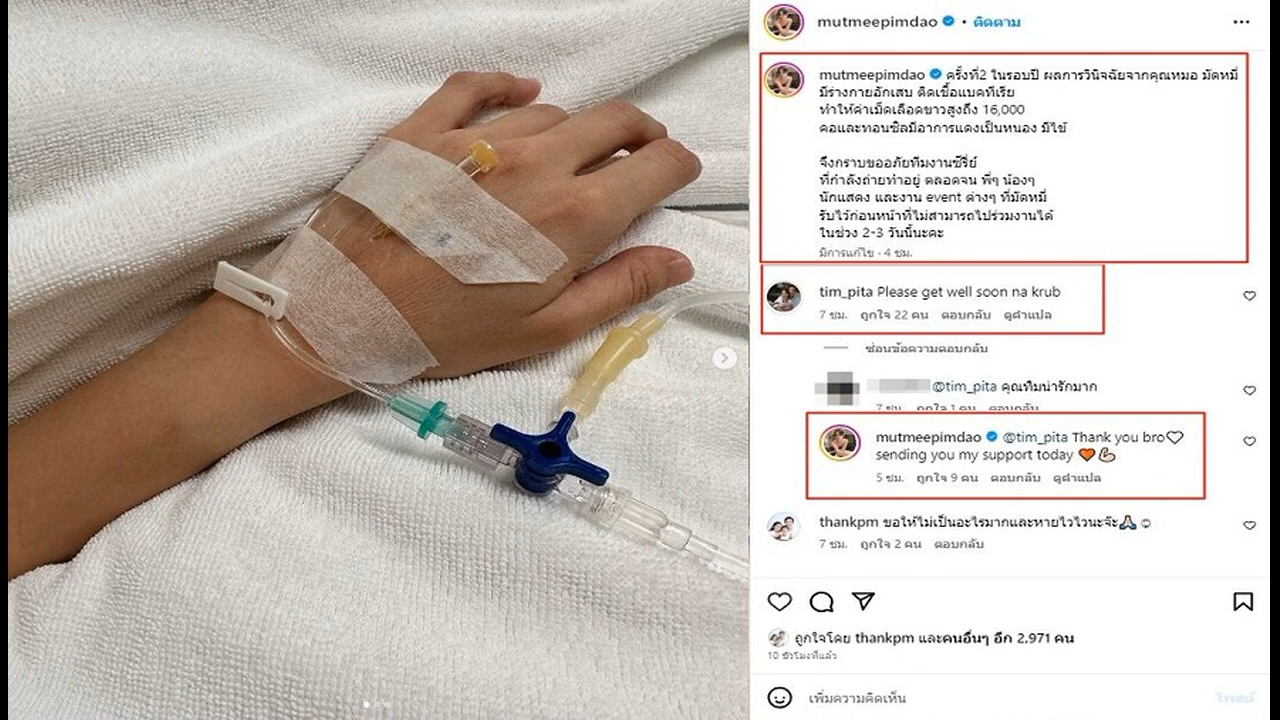 mutmeepimdao • ติดตาม
mutmeepimdao ครั้งที่2 ในรอบปี ผลการวินิจฉัยจากคุณหมอ มัดหมี่
มีร่างกายอักเสบ ติดเชื้อแบคทีเรีย
ทำให้ค่าเม็ดเลือดขาวสูงถึง 16,000
คอและทอนซิลมีอาการแดงเป็นหนอง มีไข้
จึงกราบขออภัยทีมงานซีรี่ย์
ที่กำลังถ่ายทำอยู่ ตลอดจน พี่ๆ น้องๆ
นักแสดง และงาน event ต่างๆ ที่มัดหมี่
รับไว้ก่อนหน้าที่ไม่สามารถไปร่วมงานได้
ในช่วง 2-3 วันนี้นะคะ
มีการแก้ไข · 4 ชม.
tim_pita Please get well soon na krub
7 ชม. ถูกใจ 22 คน ตอบกลับ ดูคำแปล
ซ่อนข้อความตอบกลับ
@tim_pita คุณทิมน่ารักมาก
7 ชม. ถูกใจ 1 คน ตอบกลับ
mutmeepimdao @tim_pita Thank you bro🤍
sending you my support today 🧡💪🏻
5 ชม. ถูกใจ 9 คน ตอบกลับ ดูคำแปล
thankpm ขอให้ไม่เป็นอะไรมากและหายไวไวนะจ๊ะ🙏🏻☺
7 ชม. ถูกใจ 2 คน ตอบกลับ
ถูกใจโดย thankpm และคนอื่นๆ อีก 2,971 คน
10 ชั่วโมงที่แล้ว
เพิ่มความคิดเห็น
โพสต์